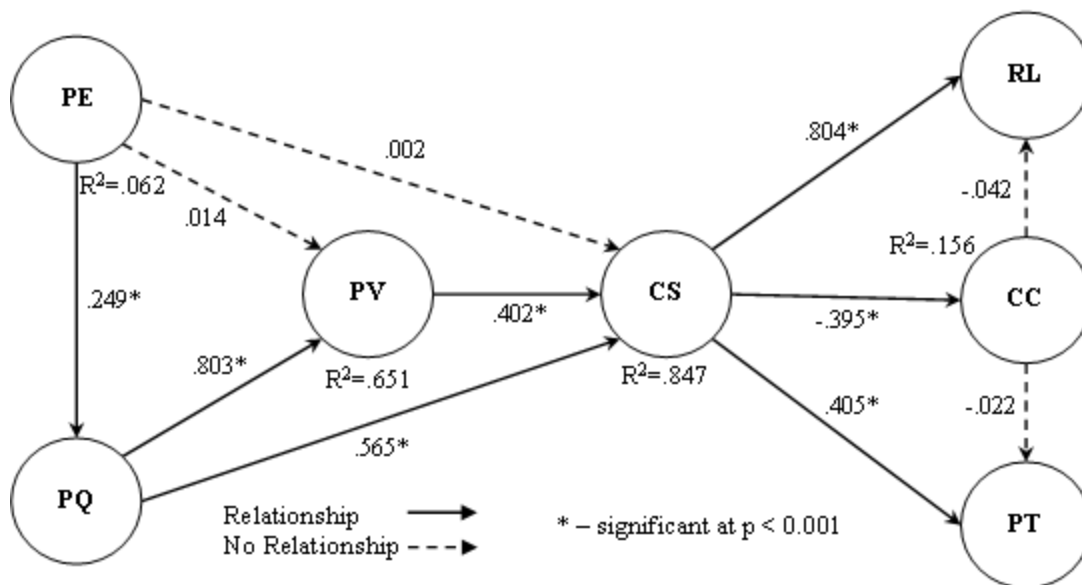 PE
RL
.002
.804*
R²=.062
.014
-.042
R²=.156
.249*
PV
CS
CC
.402*
-.395*
.803*
R²=.651
R²=.847
.405*
-.022
.565*
PQ
PT
Relationship
No Relationship
* – significant at p < 0.001